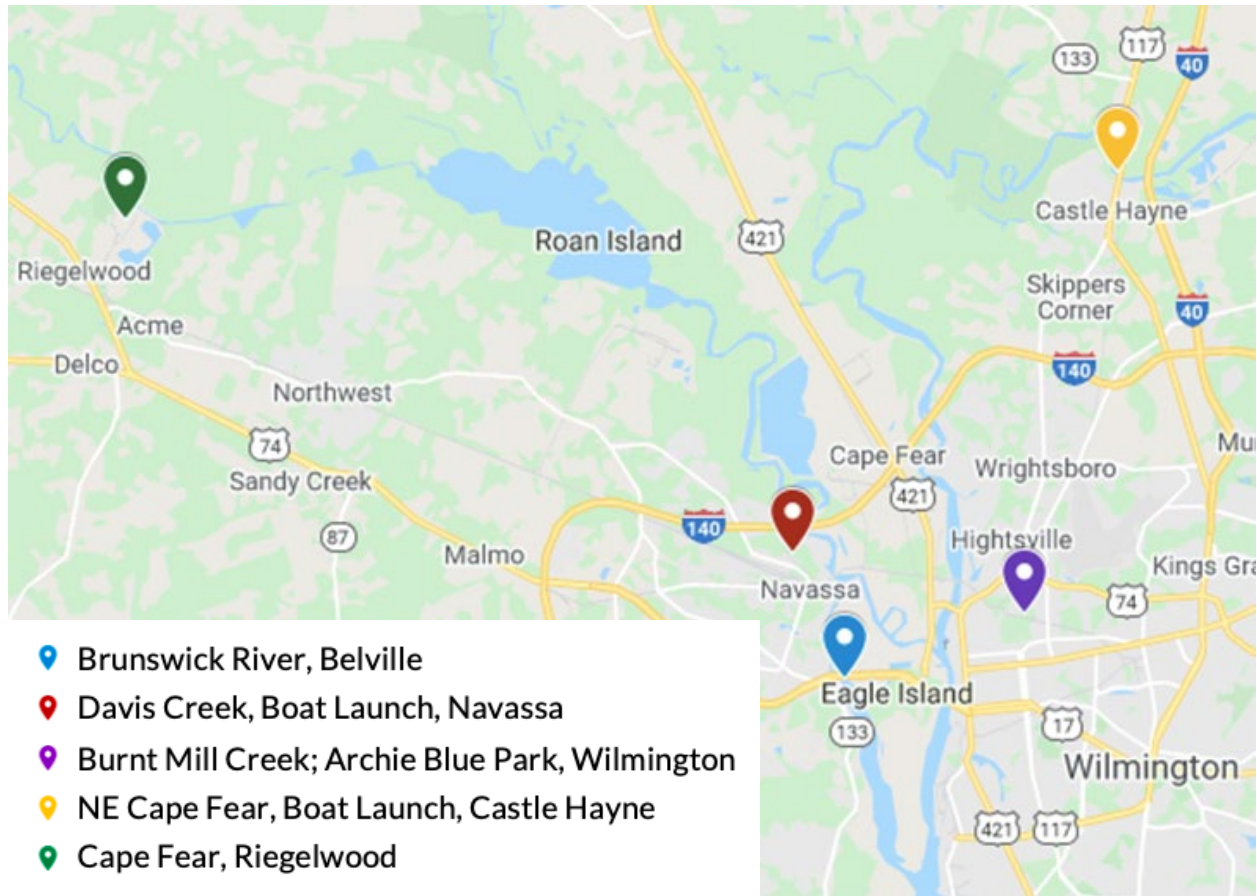 117
133
40
Castle Hayne
Roan Island
421
Riegelwood
Skippers
Corner
40
Acme
Delco
140
Northwest
74
Cape Fear
Wrightsboro
Sandy Creek
421
140
87
Hightsville
Malmo
Kings Gra
Navassa
74
Eagle Island
133
17
Wilmington
421
117
Brunswick River, Belville
Davis Creek, Boat Launch, Navassa
Burnt Mill Creek; Archie Blue Park, Wilmington
NE Cape Fear, Boat Launch, Castle Hayne
Cape Fear, Riegelwood